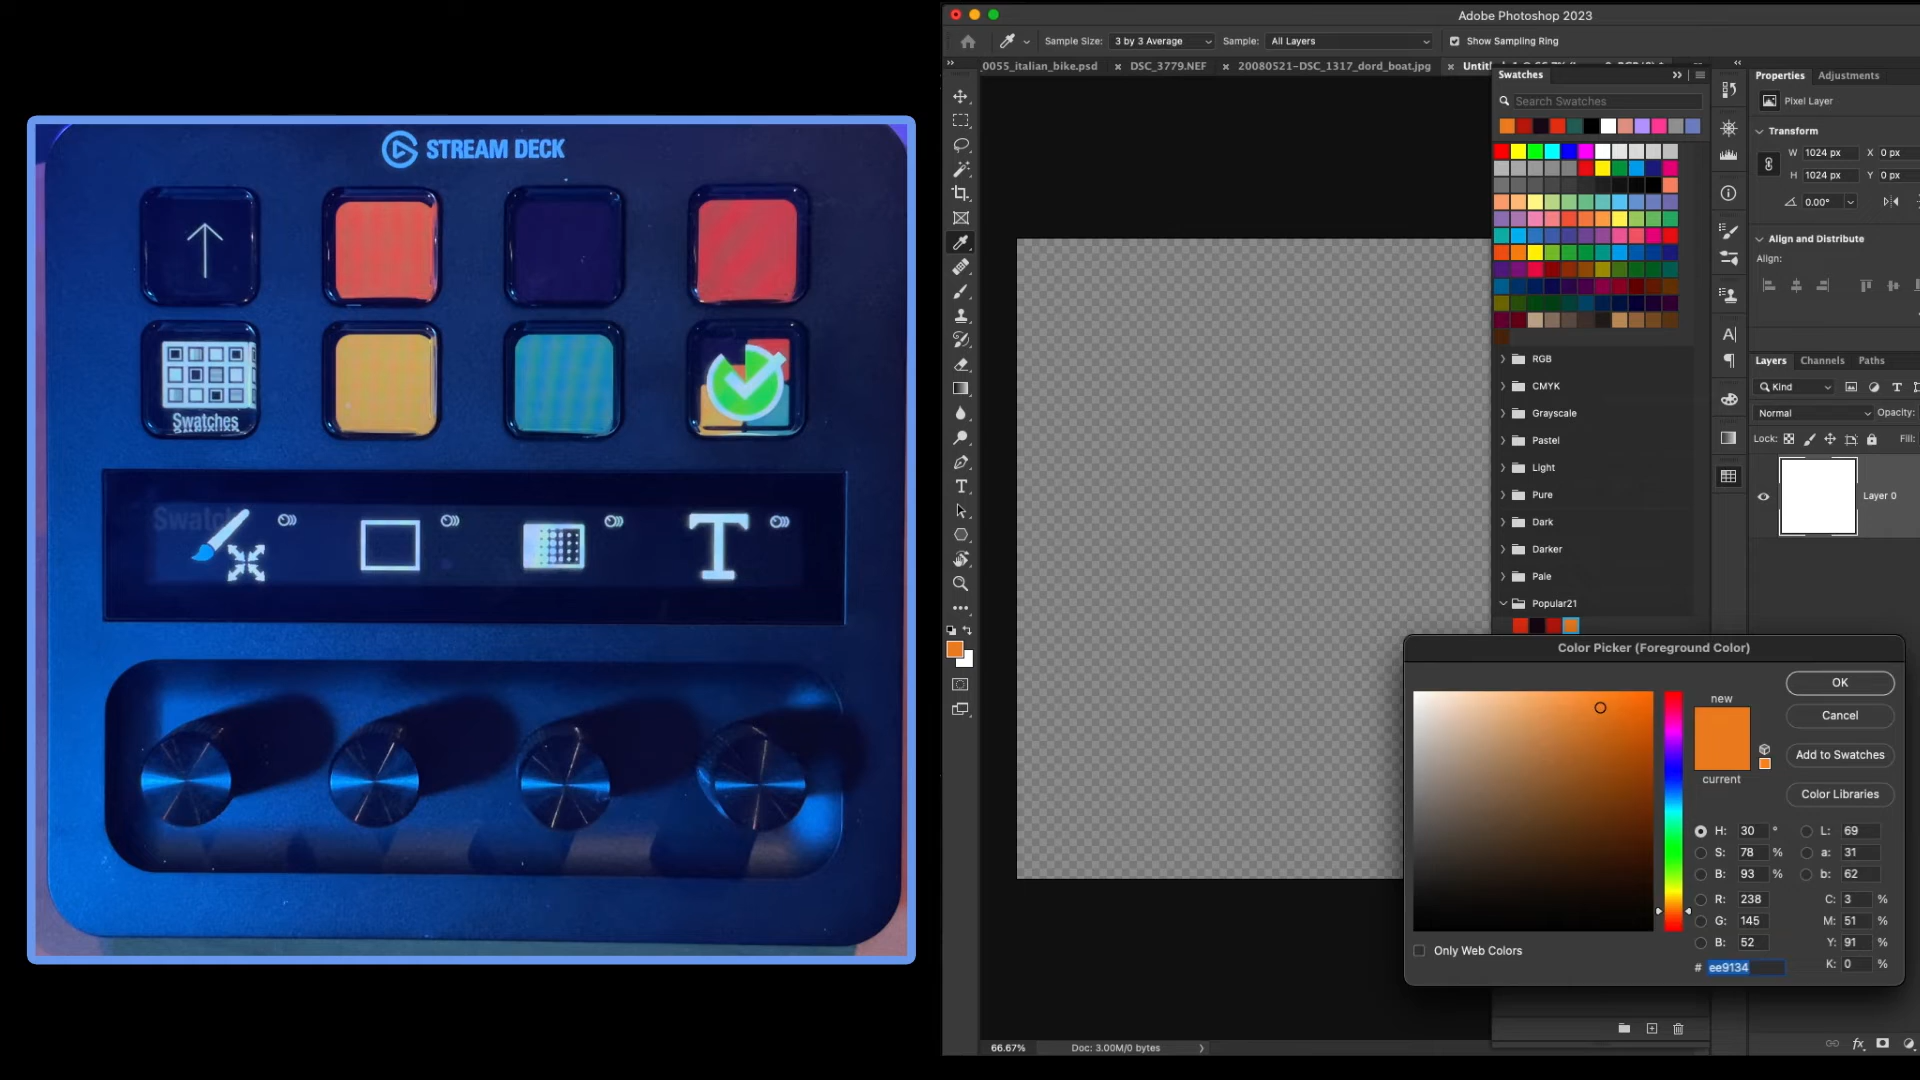 STREAM DECK
Swatches
Swatc
Adobe Photoshop 2023
Sample Size: 3 by 3 Average Sample: All Layers Show Sampling Ring
_0055_italian_bike.psd × DSC_3779.NEF × 20080521-DSC_1317_dord_boat.jpg ×
Swatches
Search Swatches
RGB
CMYK
Grayscale
Pastel
Light
Pure
Dark
Darker
Pale
Popular21
Properties Adjustments
Pixel Layer
Transform
W 1024 px X 0 px
H 1024 px Y 0 px
0.00°
Align and Distribute
Align:
Layers Channels Paths
Kind
Normal Opacity:
Lock: Fill:
Layer 0
Color Picker (Foreground Color)
new
current
OK
Cancel
Add to Swatches
Color Libraries
H: 30 ° L: 69
S: 78 % a: 31
B: 93 % b: 62
R: 238 C: 3 %
G: 145 M: 51 %
B: 52 Y: 91 %
# ee9134 K: 0 %
Only Web Colors
66.67% Doc: 3.00M/0 bytes